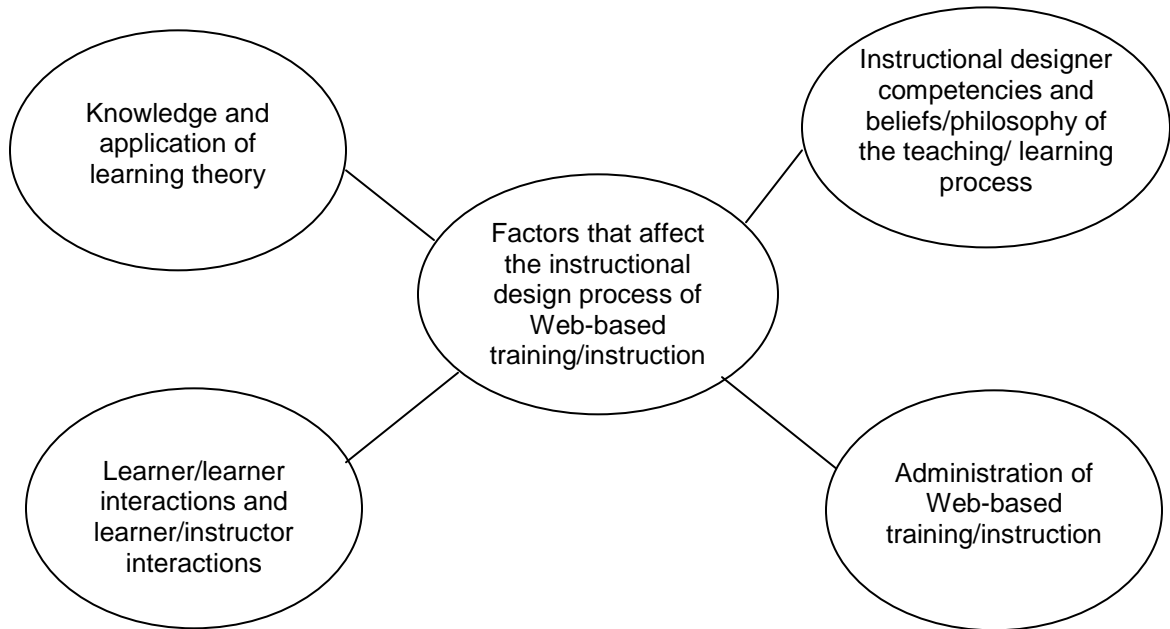 Knowledge and
application of
learning theory
Instructional designer
competencies and
beliefs/philosophy of
the teaching/ learning
process
Factors that affect
the instructional
design process of
Web-based
training/instruction
Learner/learner
interactions and
learner/instructor
interactions
Administration of
Web-based
training/instruction